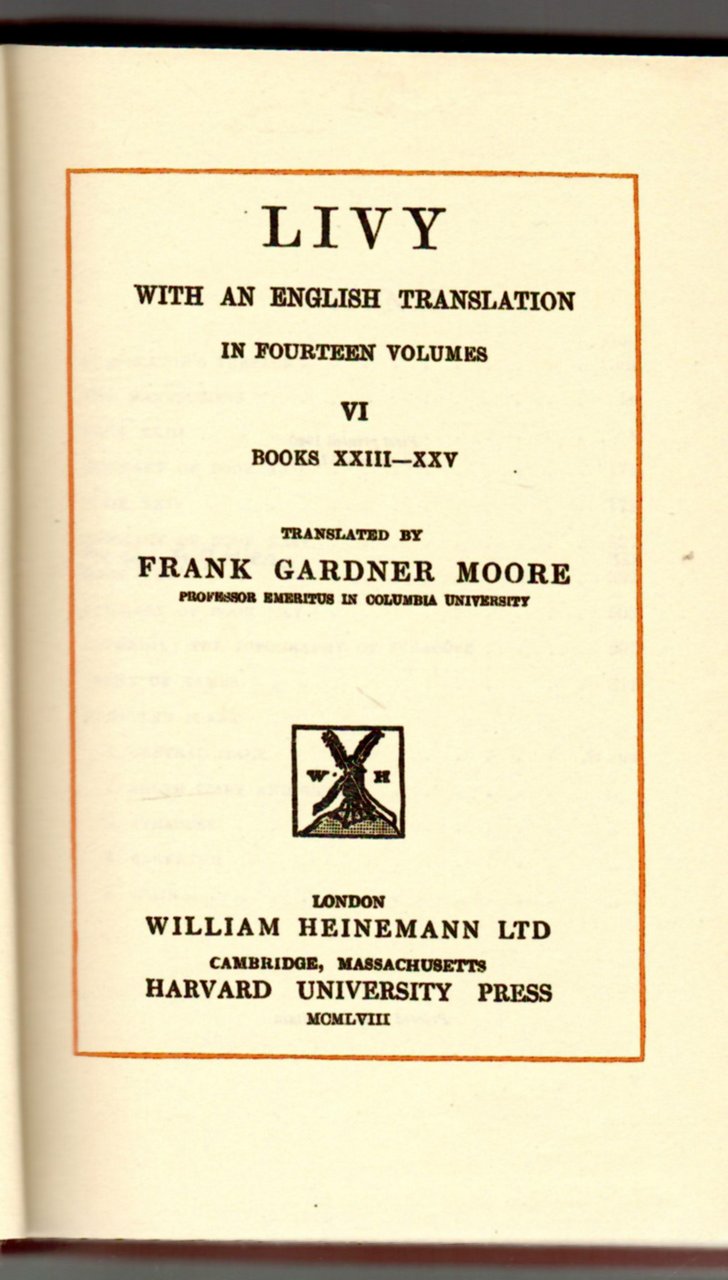 LIVY
WITH AN ENGLISH TRANSLATION
IN FOURTEEN VOLUMES
VI
BOOKS XXIII—XXV
TRANSLATED BY
FRANK GARDNER MOORE
PROFESSOR EMERITUS IN COLUMBIA UNIVERSITY
W H
LONDON
WILLIAM HEINEMANN LTD
CAMBRIDGE, MASSACHUSETTS
HARVARD UNIVERSITY PRESS
MCMLVIII